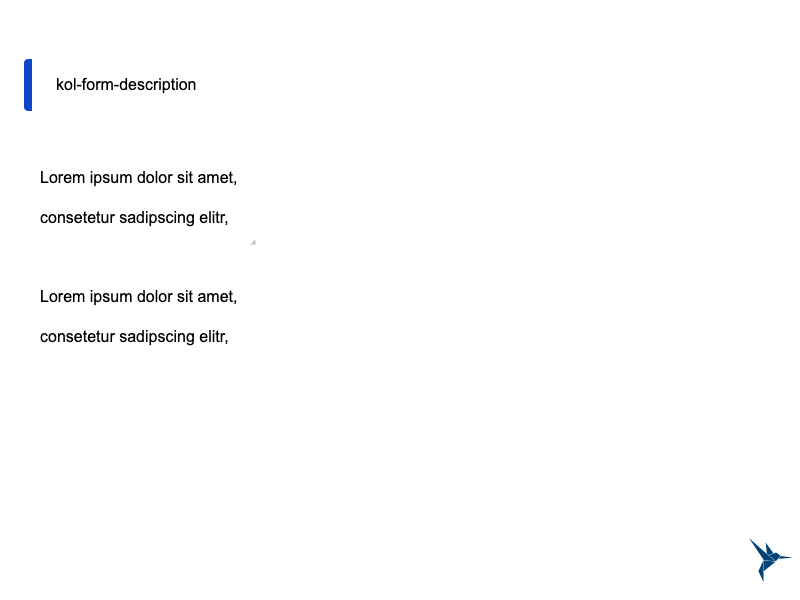 kol-form-description
Lorem ipsum dolor sit amet,
consetetur sadipscing elitr,
Lorem ipsum dolor sit amet,
consetetur sadipscing elitr,